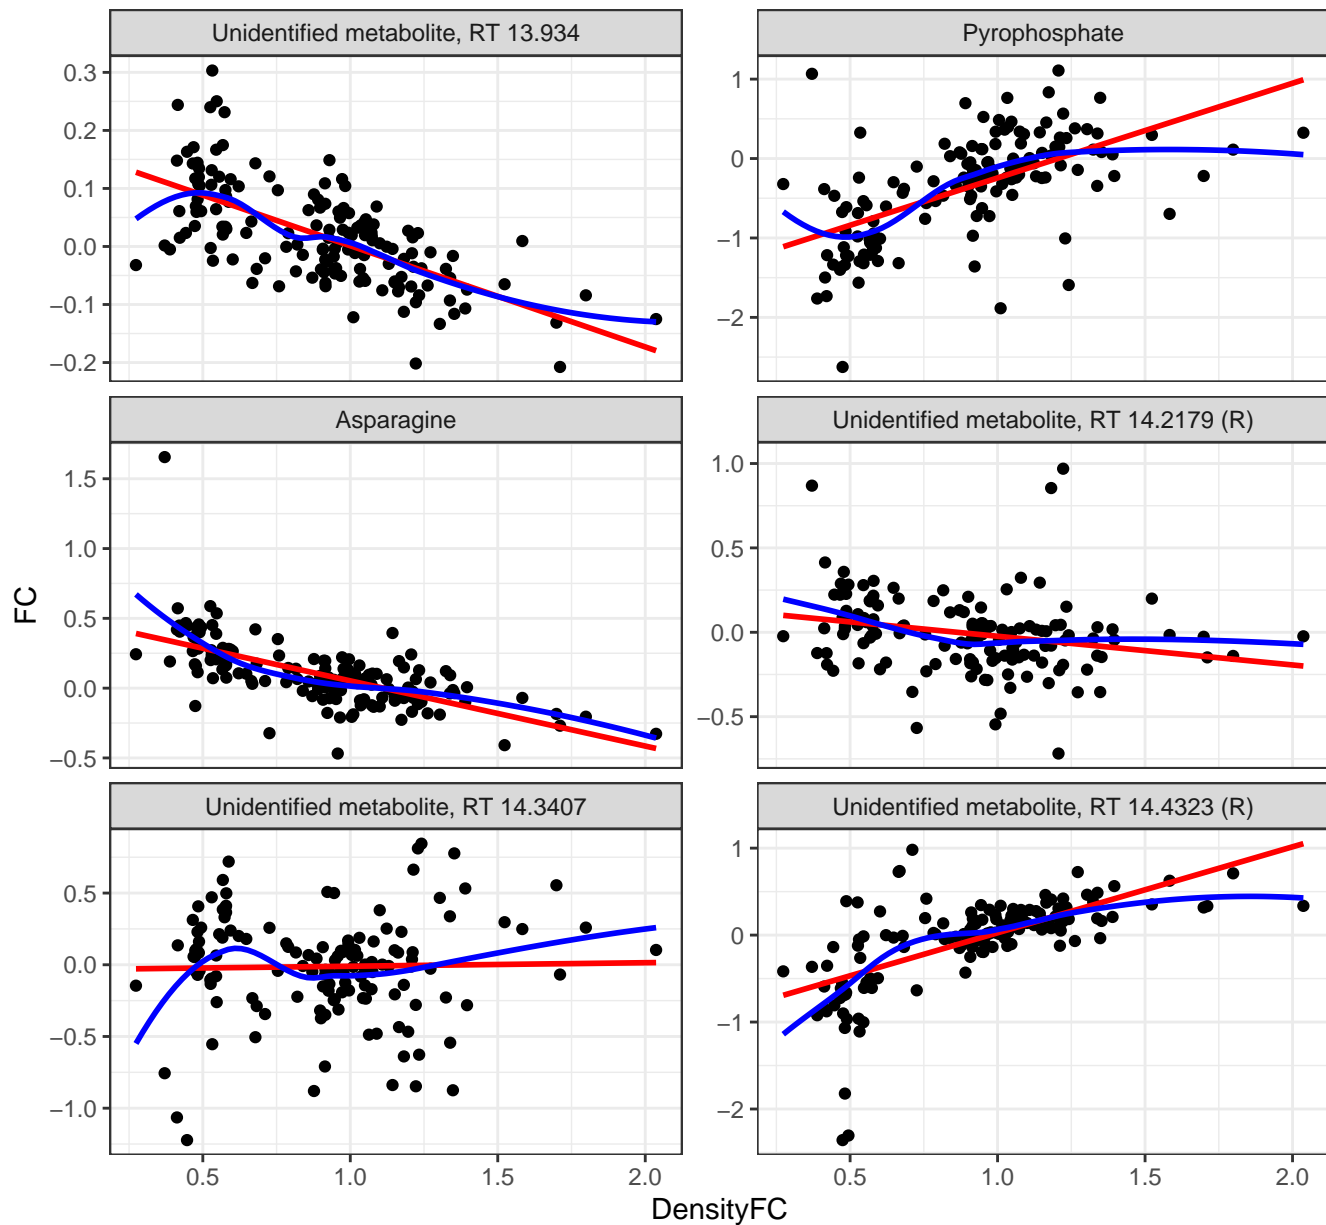 Unidentified metabolite, RT 13.934
Pyrophosphate
0.3
0.2
0.1
0.0
−0.1
−0.2
1
0
−1
−2
Asparagine
Unidentified metabolite, RT 14.2179 (R)
1.5
1.0
0.5
0.0
−0.5
1.0
0.5
0.0
−0.5
FC
Unidentified metabolite, RT 14.3407
Unidentified metabolite, RT 14.4323 (R)
0.5
0.0
−0.5
−1.0
1
0
−1
−2
0.5 1.0 1.5 2.0
0.5 1.0 1.5 2.0
DensityFC